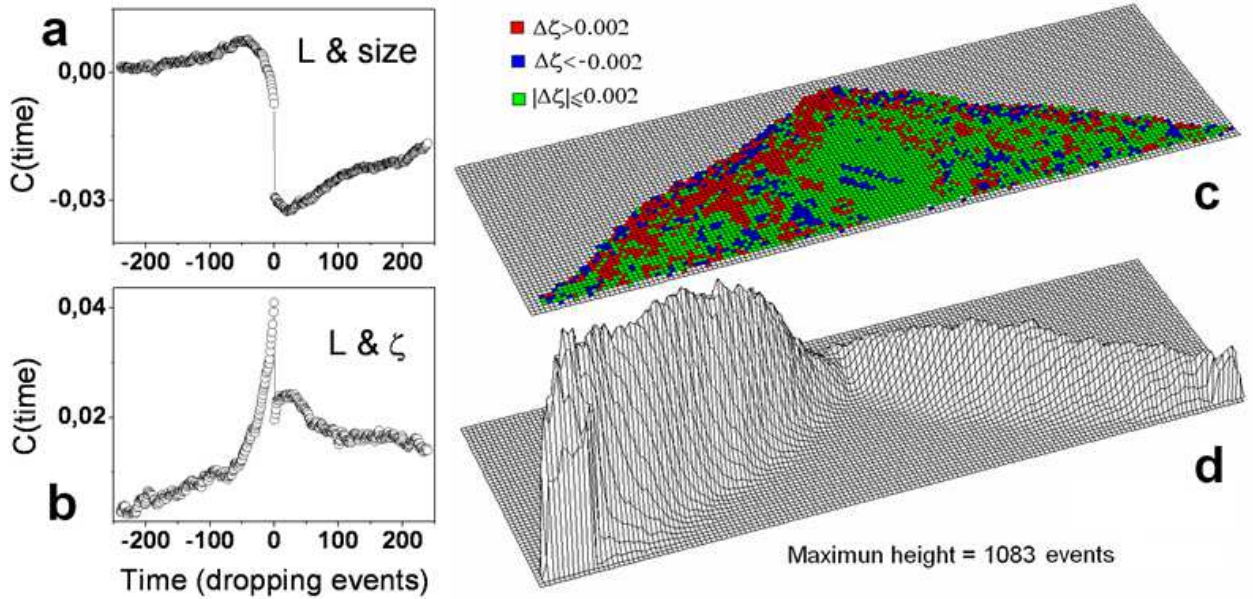 a
L & size
0,00
-0,03
C(time)
-200 -100 0 100 200
b
L & ζ
0,04
0,02
C(time)
-200 -100 0 100 200
Time (dropping events)
Δζ>0.002
Δζ<-0.002
|Δζ|⩽0.002
c
d
Maximun height = 1083 events